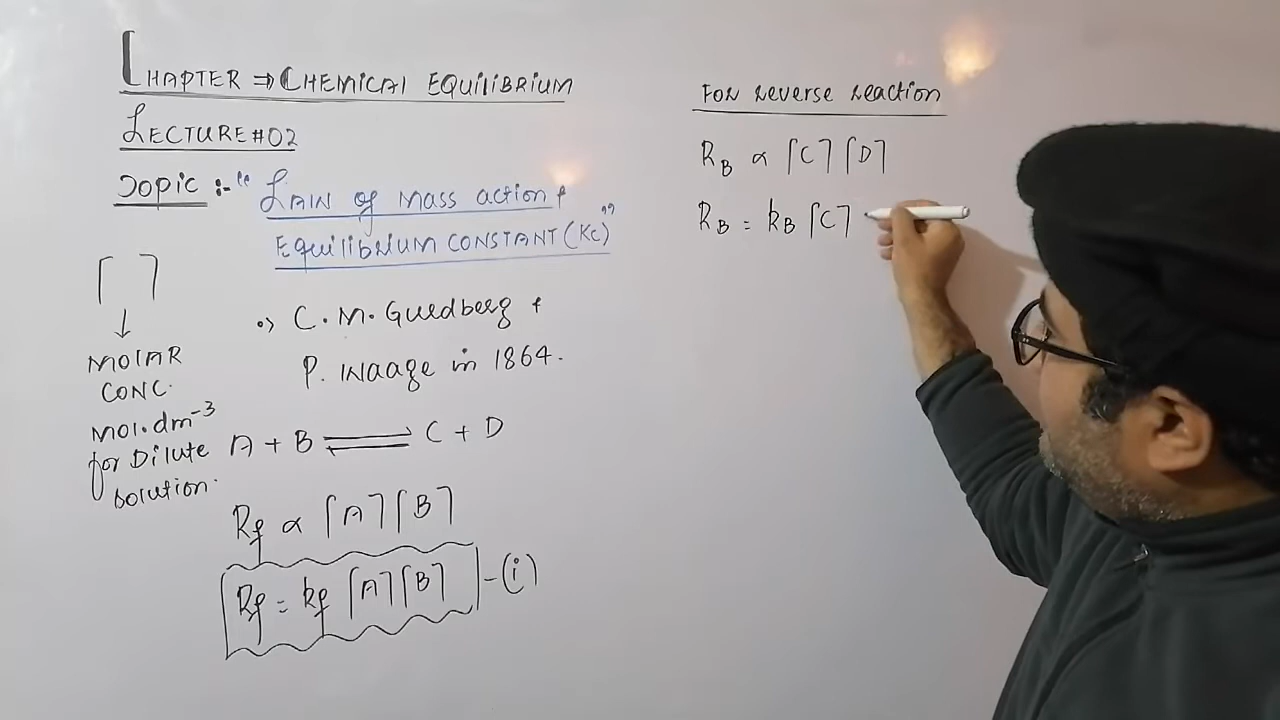 CHAPTER ⇒ CHEMICAL EQUILIBRIUM
LECTURE #02
Topic :- "LAW of Mass action &
EQUILIBRIUM CONSTANT (Kc)"
[ ]
↓
MOLAR
CONC.
mol.dm⁻³
for Dilute
solution.
∴ C.M. Guldberg &
P. Waage in 1864.
A + B ⇌ C + D
Rf ∝ [A] [B]
Rf = kf [A] [B] - (i)
FOR Reverse Reaction
RB ∝ [C] [D]
RB = kB [C]